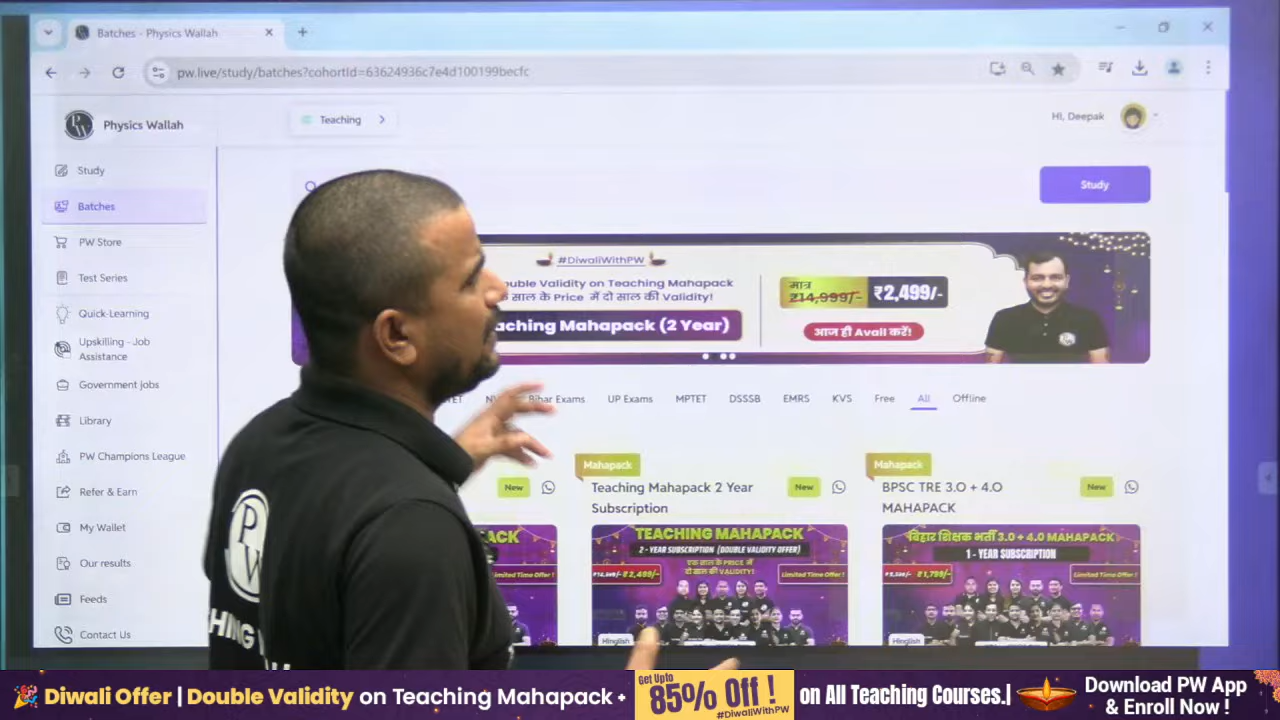 Batches - Physics Wallah
pw.live/study/batches?cohortId=63624936c7e4d100199becfc
Physics Wallah
Teaching
Hi, Deepak
Study
Study
Batches
PW Store
Test Series
Quick-Learning
Upskilling - Job
Assistance
Government jobs
Library
PW Champions League
Refer & Earn
My Wallet
Our results
Feeds
Contact Us
#DiwaliWithPW
ouble Validity on Teaching Mahapack
साल के Price में दो साल की Validity!
aching Mahapack (2 Year)
मात्र
₹14,999/-
₹2,499/-
आज ही Avail करें!
Bihar Exams
UP Exams
MPTET
DSSSB
EMRS
KVS
Free
All
Offline
New
Mahapack
Teaching Mahapack 2 Year
Subscription
New
TEACHING MAHAPACK
2 - YEAR SUBSCRIPTION (DOUBLE VALIDITY OFFER)
एक साल के PRICE में
दो साल की VALIDITY!
₹2,499/-
Limited Time Offer !
Hinglish
Mahapack
BPSC TRE 3.0 + 4.0
MAHAPACK
New
बिहार शिक्षक भर्ती 3.0 + 4.0 MAHAPACK
1 - YEAR SUBSCRIPTION
₹1,799/-
Limited Time Offer !
Hinglish
PW
HING
Diwali Offer | Double Validity on Teaching Mahapack +
Get Upto
85% Off !
#DiwaliWithPW
on All Teaching Courses.|
Download PW App
& Enroll Now !